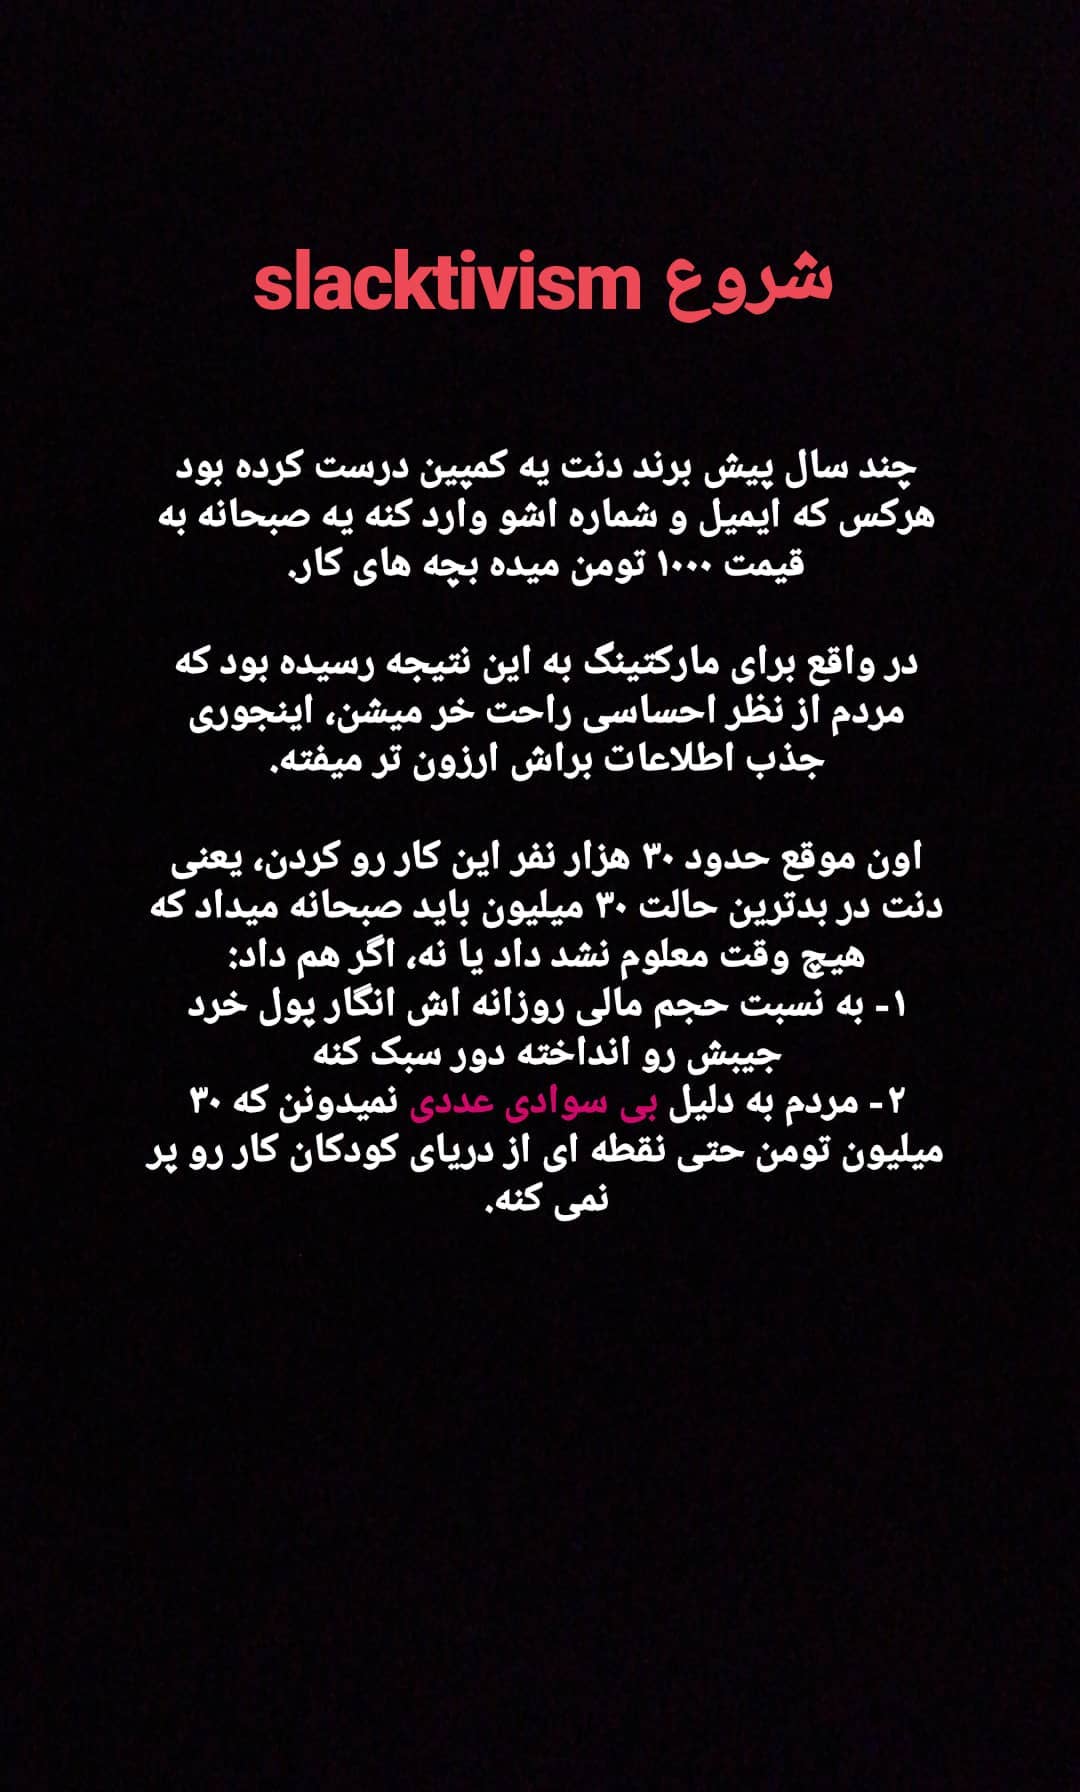 شروع slacktivism
چند سال پیش برند دنت یه کمپین درست کرده بود
هرکس که ایمیل و شماره اشو وارد کنه یه صبحانه به
قیمت ۱۰۰۰ تومن میده بچه های کار.
در واقع برای مارکتینگ به این نتیجه رسیده بود که
مردم از نظر احساسی راحت خر میشن، اینجوری
جذب اطلاعات براش ارزون تر میفته.
اون موقع حدود ۳۰ هزار نفر این کار رو کردن، یعنی
دنت در بدترین حالت ۳۰ میلیون باید صبحانه میداد که
هیچ وقت معلوم نشد داد یا نه، اگر هم داد:
۱- به نسبت حجم مالی روزانه اش انگار پول خرد
جیبش رو انداخته دور سبک کنه
۲- مردم به دلیل بی سوادی عددی نمیدونن که ۳۰
میلیون تومن حتی نقطه ای از دریای کودکان کار رو پر
نمی کنه.